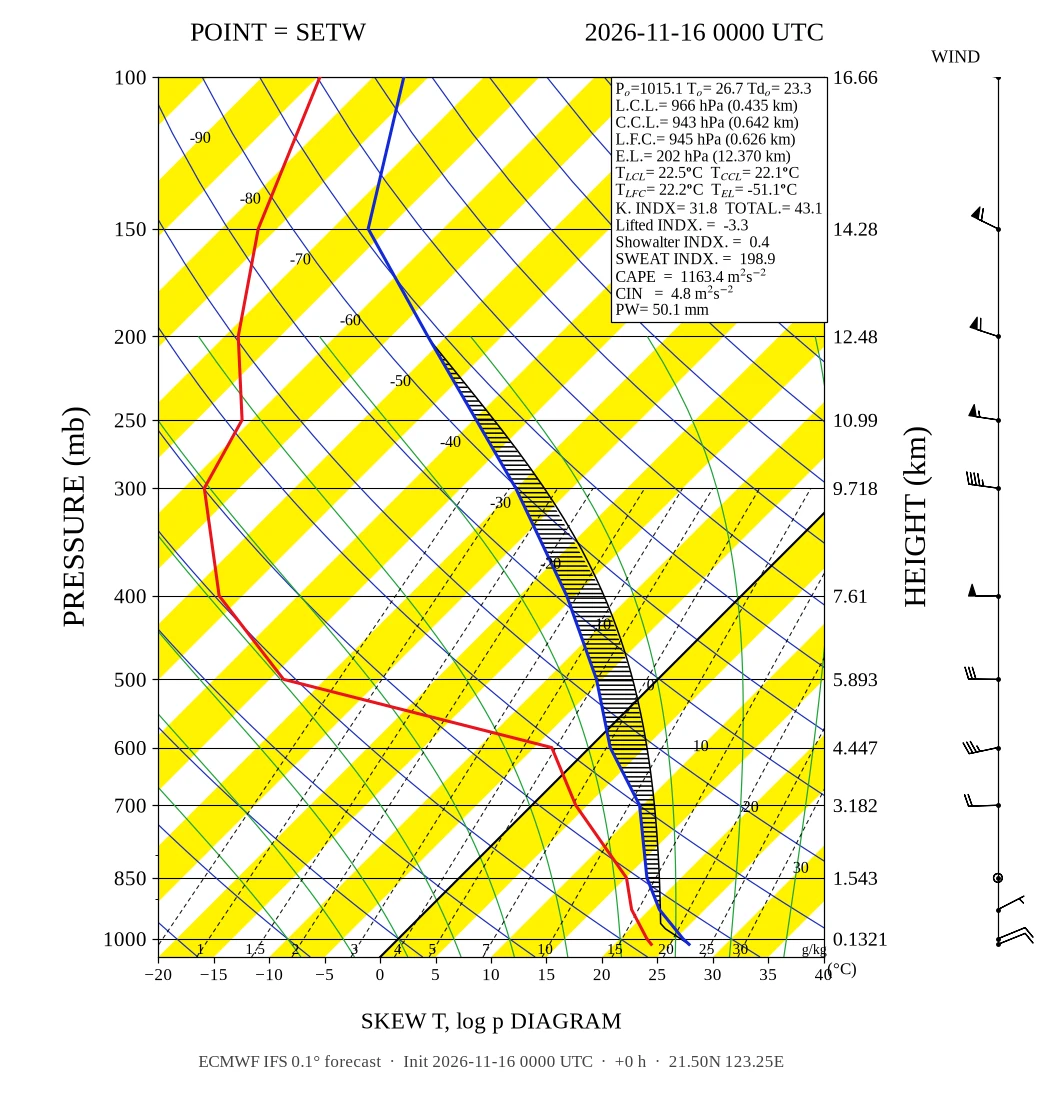 POINT = SETW
2026-11-16 0000 UTC
WIND
P₀=1015.1 T₀= 26.7 Td₀= 23.3
L.C.L.= 966 hPa (0.435 km)
C.C.L.= 943 hPa (0.642 km)
L.F.C.= 945 hPa (0.626 km)
E.L.= 202 hPa (12.370 km)
T_LCL= 22.5°C T_CCL= 22.1°C
T_LFC= 22.2°C T_EL= -51.1°C
K. INDX= 31.8 TOTAL.= 43.1
Lifted INDX. = -3.3
Showalter INDX. = 0.4
SWEAT INDX. = 198.9
CAPE = 1163.4 m²s⁻²
CIN = 4.8 m²s⁻²
PW= 50.1 mm
PRESSURE (mb)
100
150
200
250
300
400
500
600
700
850
1000
-90
-80
-70
-60
-50
-40
-30
-20
-10
0
10
20
30
16.66
14.28
12.48
10.99
9.718
7.61
5.893
4.447
3.182
1.543
0.1321
HEIGHT (km)
1 1.5 2 3 4 5 7 10 15 20 25 30 g/kg
−20 −15 −10 −5 0 5 10 15 20 25 30 35 40 (°C)
SKEW T, log p DIAGRAM
ECMWF IFS 0.1° forecast · Init 2026-11-16 0000 UTC · +0 h · 21.50N 123.25E